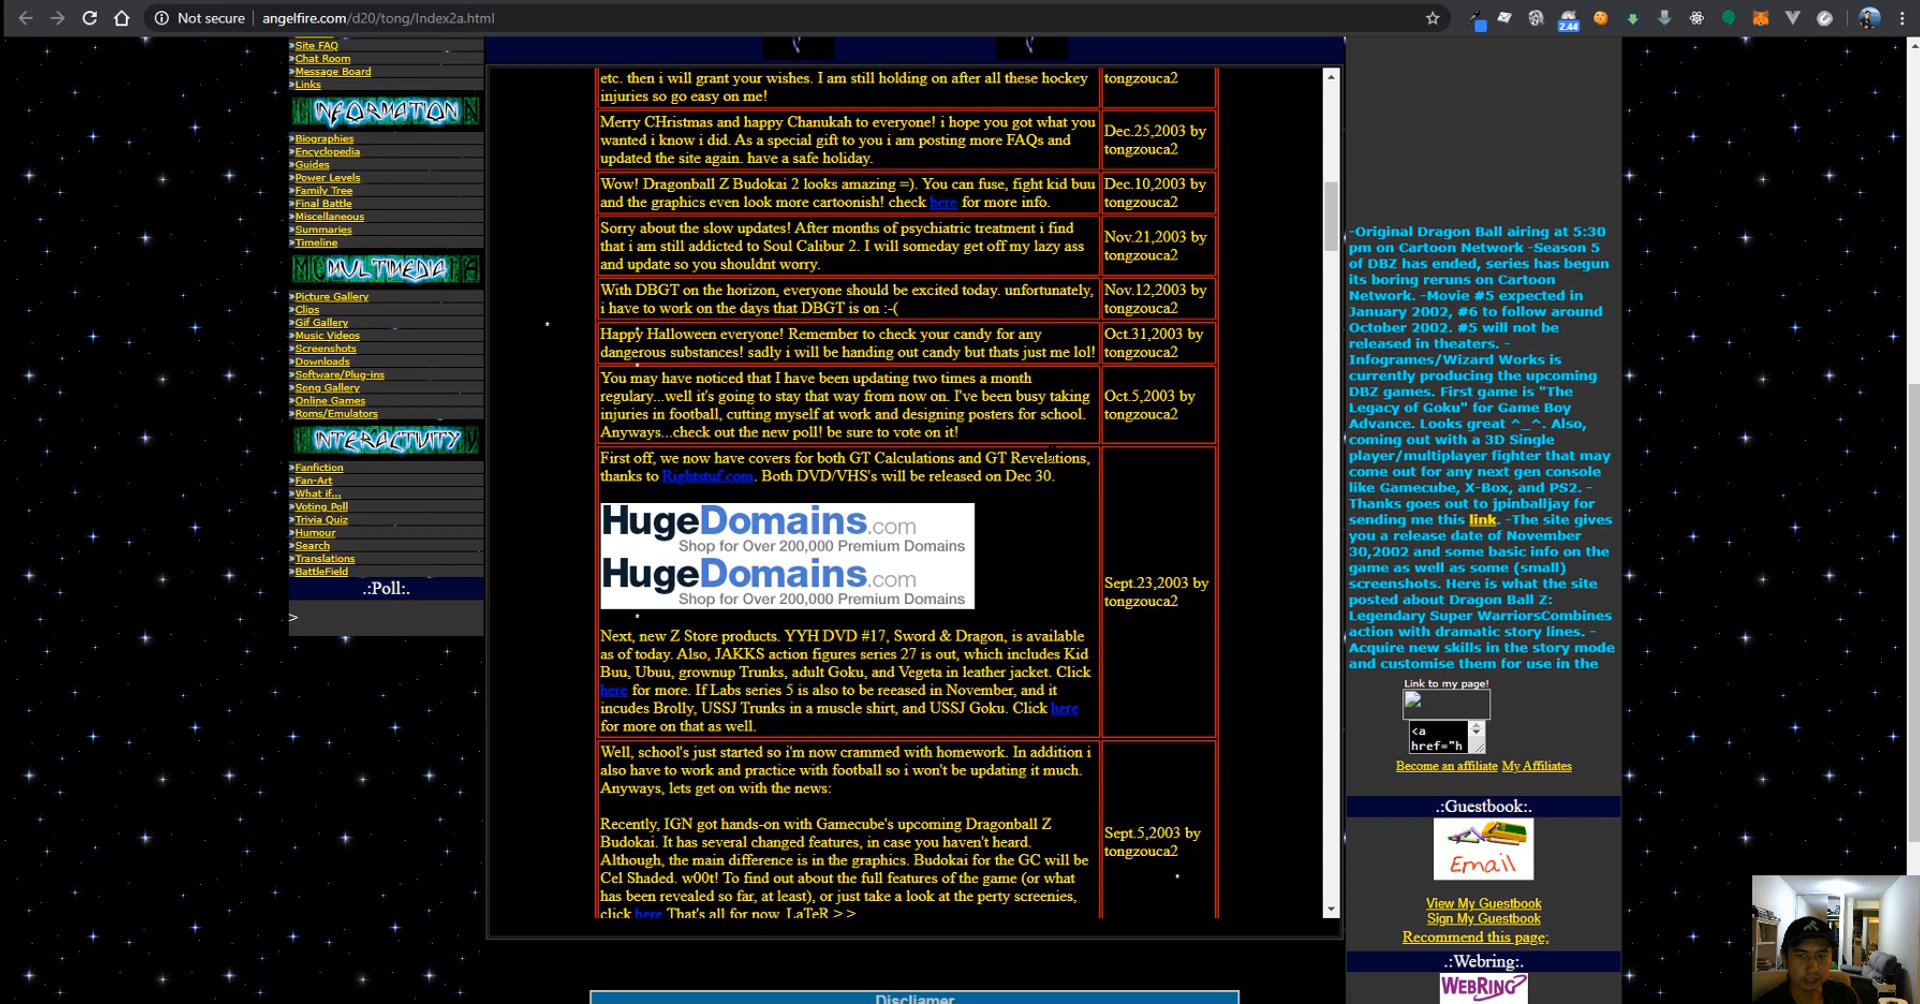 Not secure
angelfire.com/d20/tong/Index2a.html
2.44
»Site FAQ
»Chat Room
»Message Board
»Links
INFORMATION
»Biographies
»Encyclopedia
»Guides
»Power Levels
»Family Tree
»Final Battle
»Miscellaneous
»Summaries
»Timeline
MULTIMEDIA
»Picture Gallery
»Clips
»Gif Gallery
»Music Videos
»Screenshots
»Downloads
»Software/Plug-ins
»Song Gallery
»Online Games
»Roms/Emulators
INTERACTIVITY
»Fanfiction
»Fan-Art
»What if...
»Voting Poll
»Trivia Quiz
»Humour
»Search
»Translations
»BattleField
.:Poll:.
>
etc. then i will grant your wishes. I am still holding on after all these hockey
injuries so go easy on me!
tongzouca2
Merry CHristmas and happy Chanukah to everyone! i hope you got what you
wanted i know i did. As a special gift to you i am posting more FAQs and
updated the site again. have a safe holiday.
Dec.25,2003 by
tongzouca2
Wow! Dragonball Z Budokai 2 looks amazing =). You can fuse, fight kid buu
and the graphics even look more cartoonish! check here for more info.
Dec.10,2003 by
tongzouca2
Sorry about the slow updates! After months of psychiatric treatment i find
that i am still addicted to Soul Calibur 2. I will someday get off my lazy ass
and update so you shouldnt worry.
Nov.21,2003 by
tongzouca2
With DBGT on the horizon, everyone should be excited today. unfortunately,
i have to work on the days that DBGT is on :-(
Nov.12,2003 by
tongzouca2
Happy Halloween everyone! Remember to check your candy for any
dangerous substances! sadly i will be handing out candy but thats just me lol!
Oct.31,2003 by
tongzouca2
You may have noticed that I have been updating two times a month
regulary...well it's going to stay that way from now on. I've been busy taking
injuries in football, cutting myself at work and designing posters for school.
Anyways...check out the new poll! be sure to vote on it!
Oct.5,2003 by
tongzouca2
First off, we now have covers for both GT Calculations and GT Revelations,
thanks to Rightstuf.com. Both DVD/VHS's will be released on Dec 30.
HugeDomains.com
Shop for Over 200,000 Premium Domains
HugeDomains.com
Shop for Over 200,000 Premium Domains
Next, new Z Store products. YYH DVD #17, Sword & Dragon, is available
as of today. Also, JAKKS action figures series 27 is out, which includes Kid
Buu, Ubuu, grownup Trunks, adult Goku, and Vegeta in leather jacket. Click
here for more. If Labs series 5 is also to be reeased in November, and it
incudes Brolly, USSJ Trunks in a muscle shirt, and USSJ Goku. Click here
for more on that as well.
Sept.23,2003 by
tongzouca2
Well, school's just started so i'm now crammed with homework. In addition i
also have to work and practice with football so i won't be updating it much.
Anyways, lets get on with the news:
Recently, IGN got hands-on with Gamecube's upcoming Dragonball Z
Budokai. It has several changed features, in case you haven't heard.
Although, the main difference is in the graphics. Budokai for the GC will be
Cel Shaded. w00t! To find out about the full features of the game (or what
has been revealed so far, at least), or just take a look at the perty screenies,
click here That's all for now. LaTeR > >
Sept.5,2003 by
tongzouca2
Discliamer
-Original Dragon Ball airing at 5:30
pm on Cartoon Network -Season 5
of DBZ has ended, series has begun
its boring reruns on Cartoon
Network. -Movie #5 expected in
January 2002, #6 to follow around
October 2002. #5 will not be
released in theaters. -
Infogrames/Wizard Works is
currently producing the upcoming
DBZ games. First game is "The
Legacy of Goku" for Game Boy
Advance. Looks great ^_^. Also,
coming out with a 3D Single
player/multiplayer fighter that may
come out for any next gen console
like Gamecube, X-Box, and PS2. -
Thanks goes out to jpinballjay for
sending me this link. -The site gives
you a release date of November
30,2002 and some basic info on the
game as well as some (small)
screenshots. Here is what the site
posted about Dragon Ball Z:
Legendary Super WarriorsCombines
action with dramatic story lines. -
Acquire new skills in the story mode
and customise them for use in the
Link to my page!
<a
href="h
Become an affiliate My Affiliates
.:Guestbook:.
Email
View My Guestbook
Sign My Guestbook
Recommend this page;
.:Webring:.
WEBRING